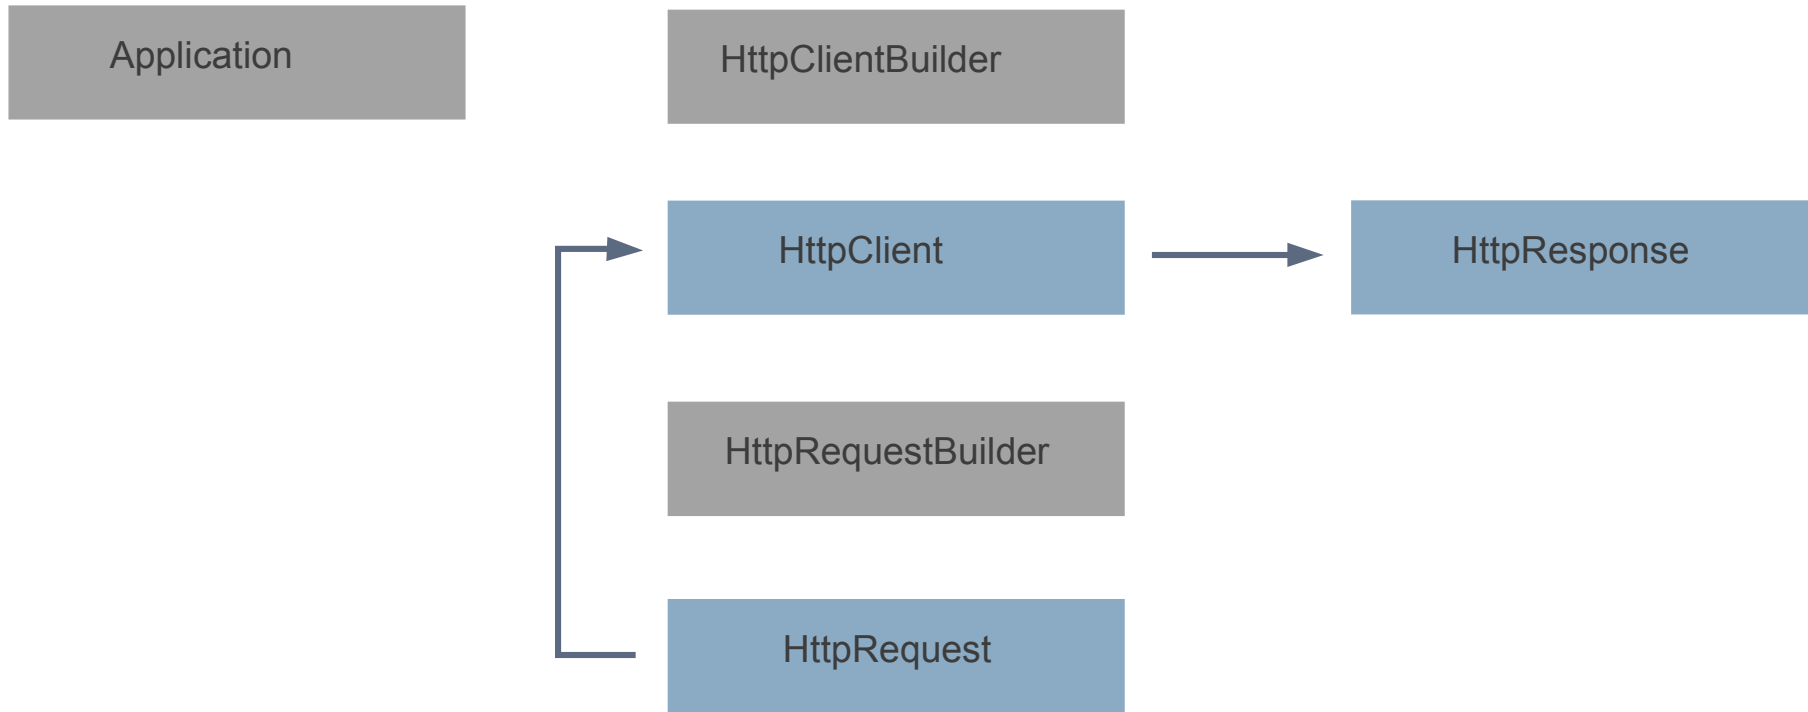 Application
HttpClientBuilder
HttpClient
HttpResponse
HttpRequestBuilder
HttpRequest